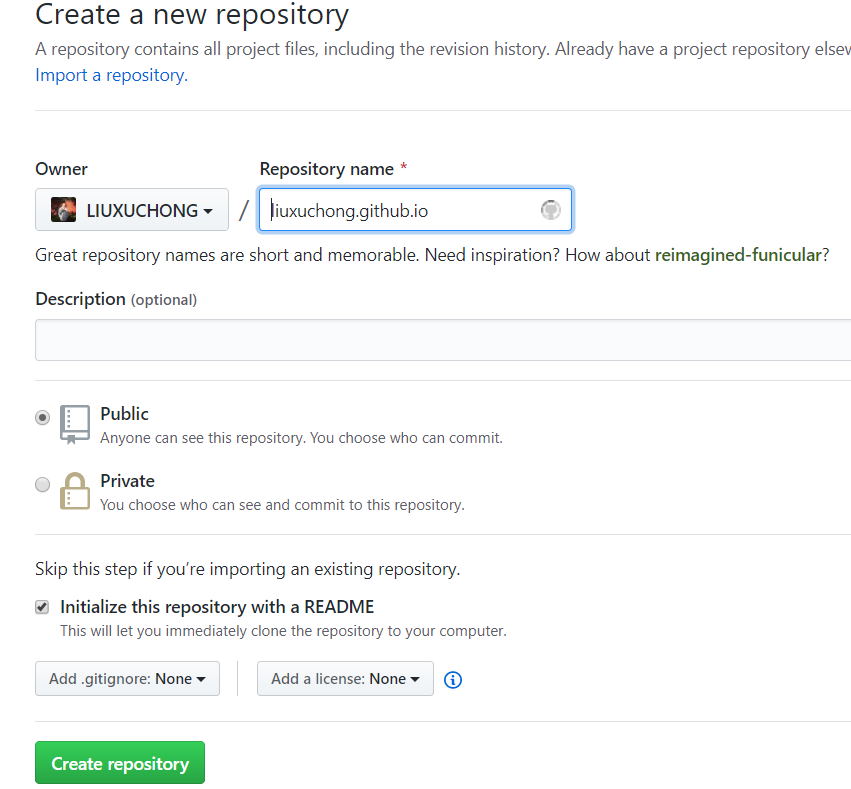 Create a new repository
A repository contains all project files, including the revision history. Already have a project repository
Import a repository.
Owner
Repository name *
LIUXUCHONG
/
liuxuchong.github.io
Great repository names are short and memorable. Need inspiration? How about reimagined-funicular?
Description (optional)
Public
Anyone can see this repository. You choose who can commit.
Private
You choose who can see and commit to this repository.
Skip this step if you’re importing an existing repository.
Initialize this repository with a README
This will let you immediately clone the repository to your computer.
Add .gitignore: None
Add a license: None
Create repository